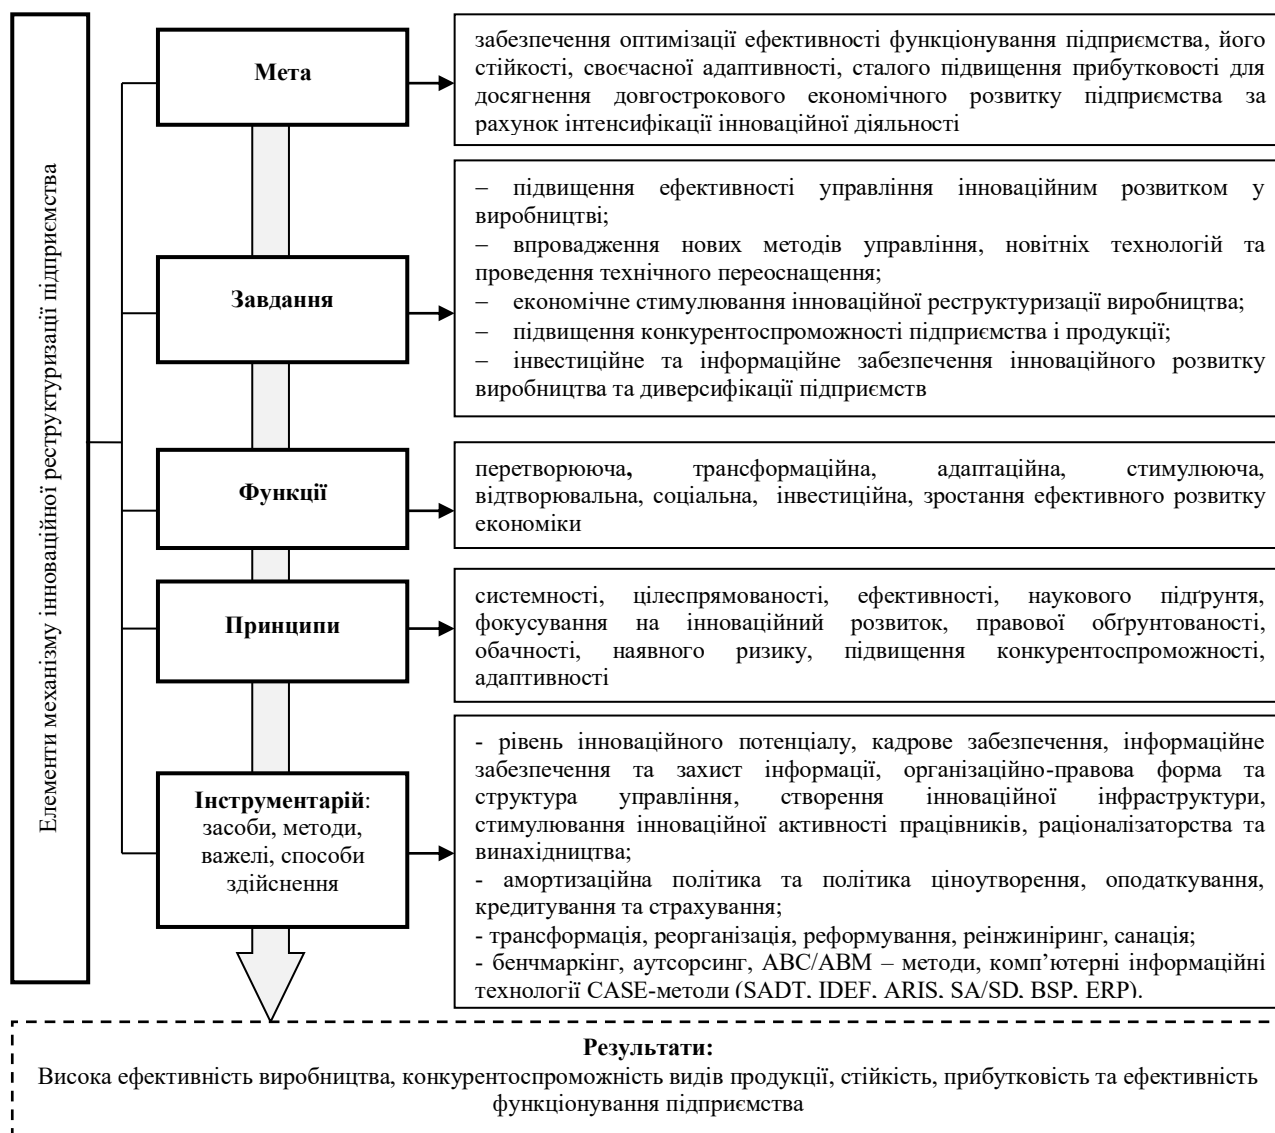 Елементи механізму інноваційної реструктуризації підприємства
Мета
забезпечення оптимізації ефективності функціонування підприємства, його
стійкості, своєчасної адаптивності, сталого підвищення прибутковості для
досягнення довгострокового економічного розвитку підприємства за
рахунок інтенсифікації інноваційної діяльності
Завдання
– підвищення ефективності управління інноваційним розвитком у
виробництві;
– впровадження нових методів управління, новітніх технологій та
проведення технічного переоснащення;
– економічне стимулювання інноваційної реструктуризації виробництва;
– підвищення конкурентоспроможності підприємства і продукції;
– інвестиційне та інформаційне забезпечення інноваційного розвитку
виробництва та диверсифікації підприємств
Функції
перетворююча, трансформаційна, адаптаційна, стимулююча,
відтворювальна, соціальна, інвестиційна, зростання ефективного розвитку
економіки
Принципи
системності, цілеспрямованості, ефективності, наукового підґрунтя,
фокусування на інноваційний розвиток, правової обґрунтованості,
обачності, наявного ризику, підвищення конкурентоспроможності,
адаптивності
Інструментарій:
засоби, методи,
важелі, способи
здійснення
- рівень інноваційного потенціалу, кадрове забезпечення, інформаційне
забезпечення та захист інформації, організаційно-правова форма та
структура управління, створення інноваційної інфраструктури,
стимулювання інноваційної активності працівників, раціоналізаторства та
винахідництва;
- амортизаційна політика та політика ціноутворення, оподаткування,
кредитування та страхування;
- трансформація, реорганізація, реформування, реінжиніринг, санація;
- бенчмаркінг, аутсорсинг, АВС/АВМ – методи, комп’ютерні інформаційні
технології CASE-методи (SADT, IDEF, ARIS, SA/SD, BSP, ERP).
Результати:
Висока ефективність виробництва, конкурентоспроможність видів продукції, стійкість, прибутковість та ефективність
функціонування підприємства